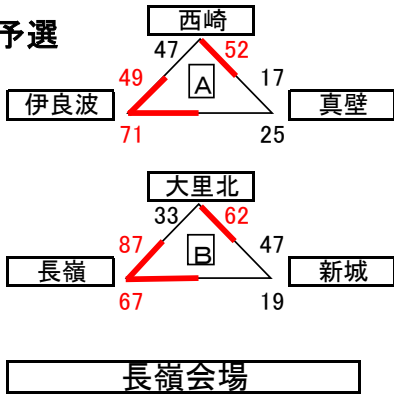 予選
西崎
47 52
49 A 17
伊良波 真壁
71 25
大里北
33 62
87 B 47
長嶺 新城
67 19
長嶺会場